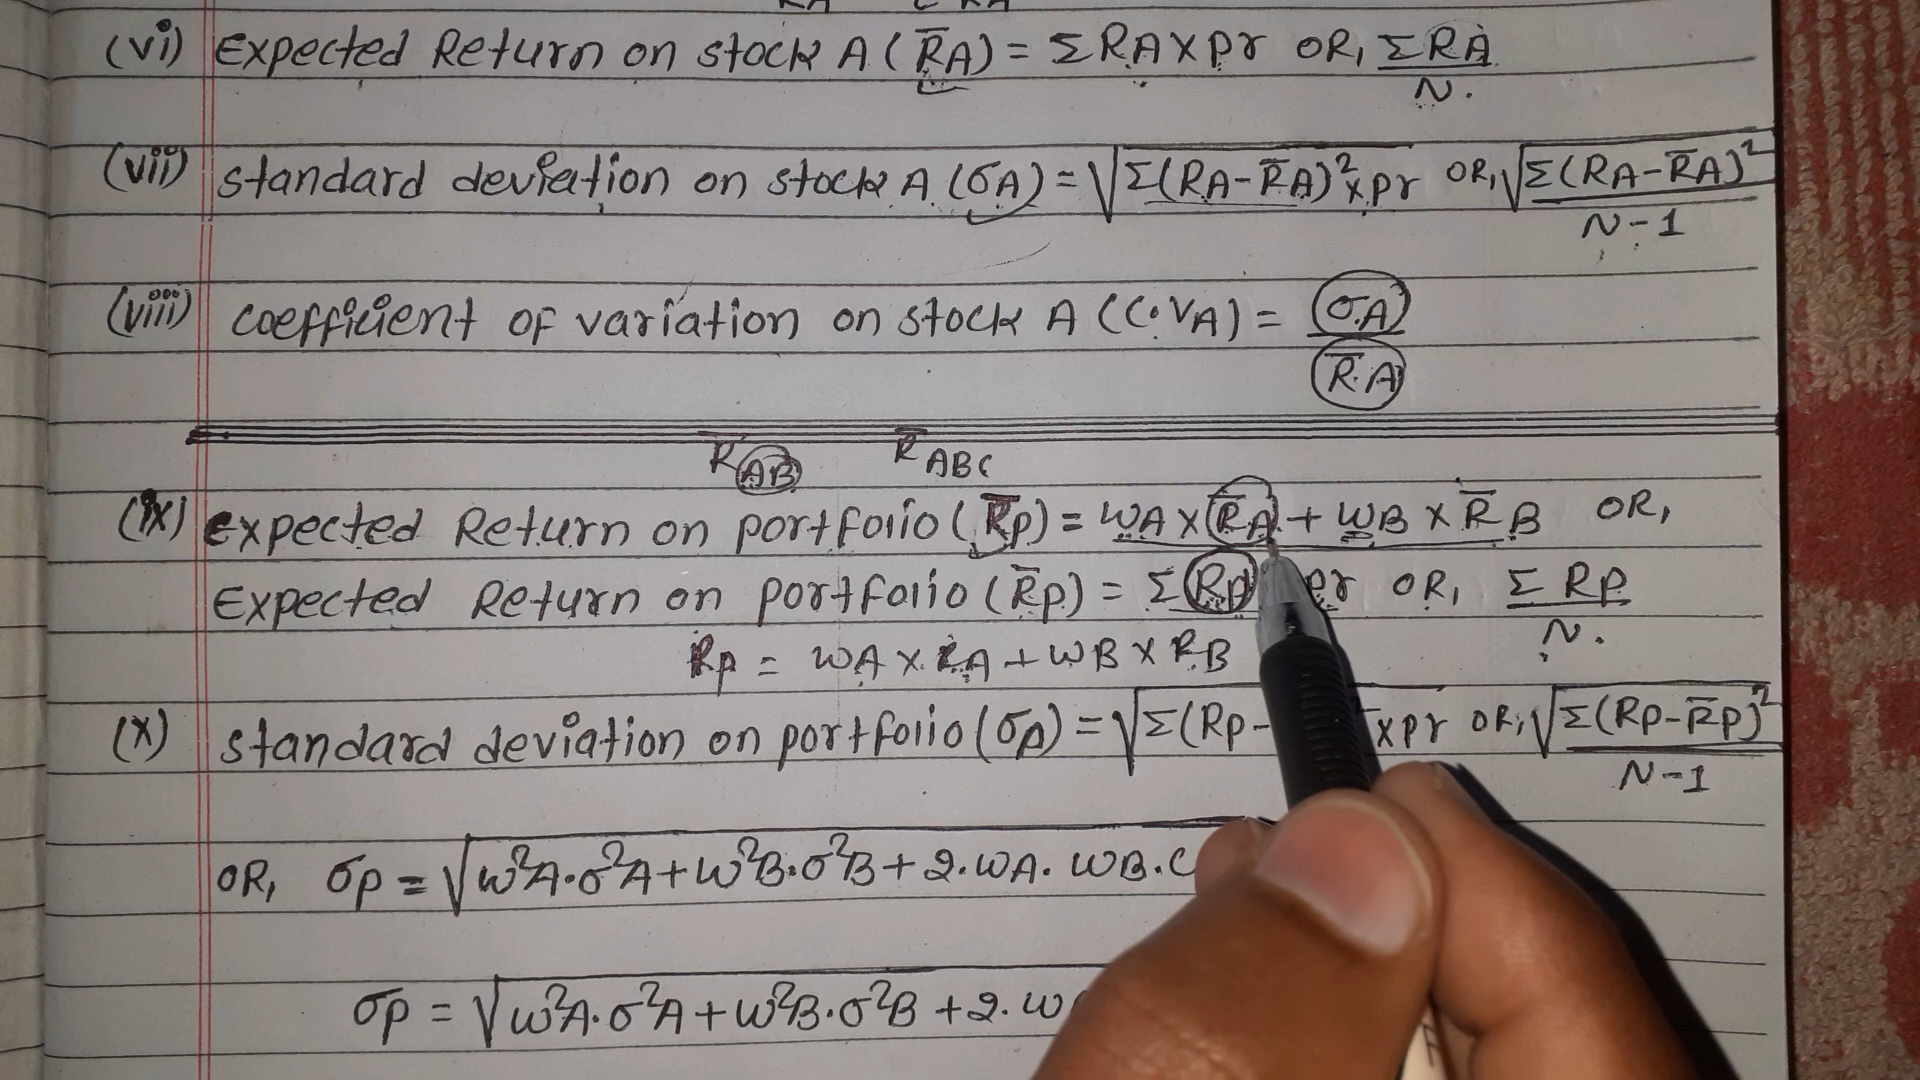 (vi) Expected Return on stock A (R̄A) = ΣRA×Pr OR, ΣRA/N.
(vii) standard deviation on stock A (σA) = √Σ(RA-R̄A)²×Pr OR, √Σ(RA-R̄A)²/N-1
(viii) coefficient of variation on stock A (C.VA) = σA/R̄A
R̄AB R̄ABC
(ix) Expected Return on portfolio (R̄p) = WA×R̄A + WB×R̄B OR,
Expected Return on portfolio (R̄p) = ΣRp Pr OR, ΣRP/N.
Rp = WA×RA+WB×RB
(x) standard deviation on portfolio (σp) = √Σ(Rp- ×Pr OR, √Σ(Rp-R̄p)²/N-1
OR, σp = √W²A.σ²A+W²B.σ²B+2.WA.WB.C
σp = √W²A.σ²A+W²B.σ²B+2.W